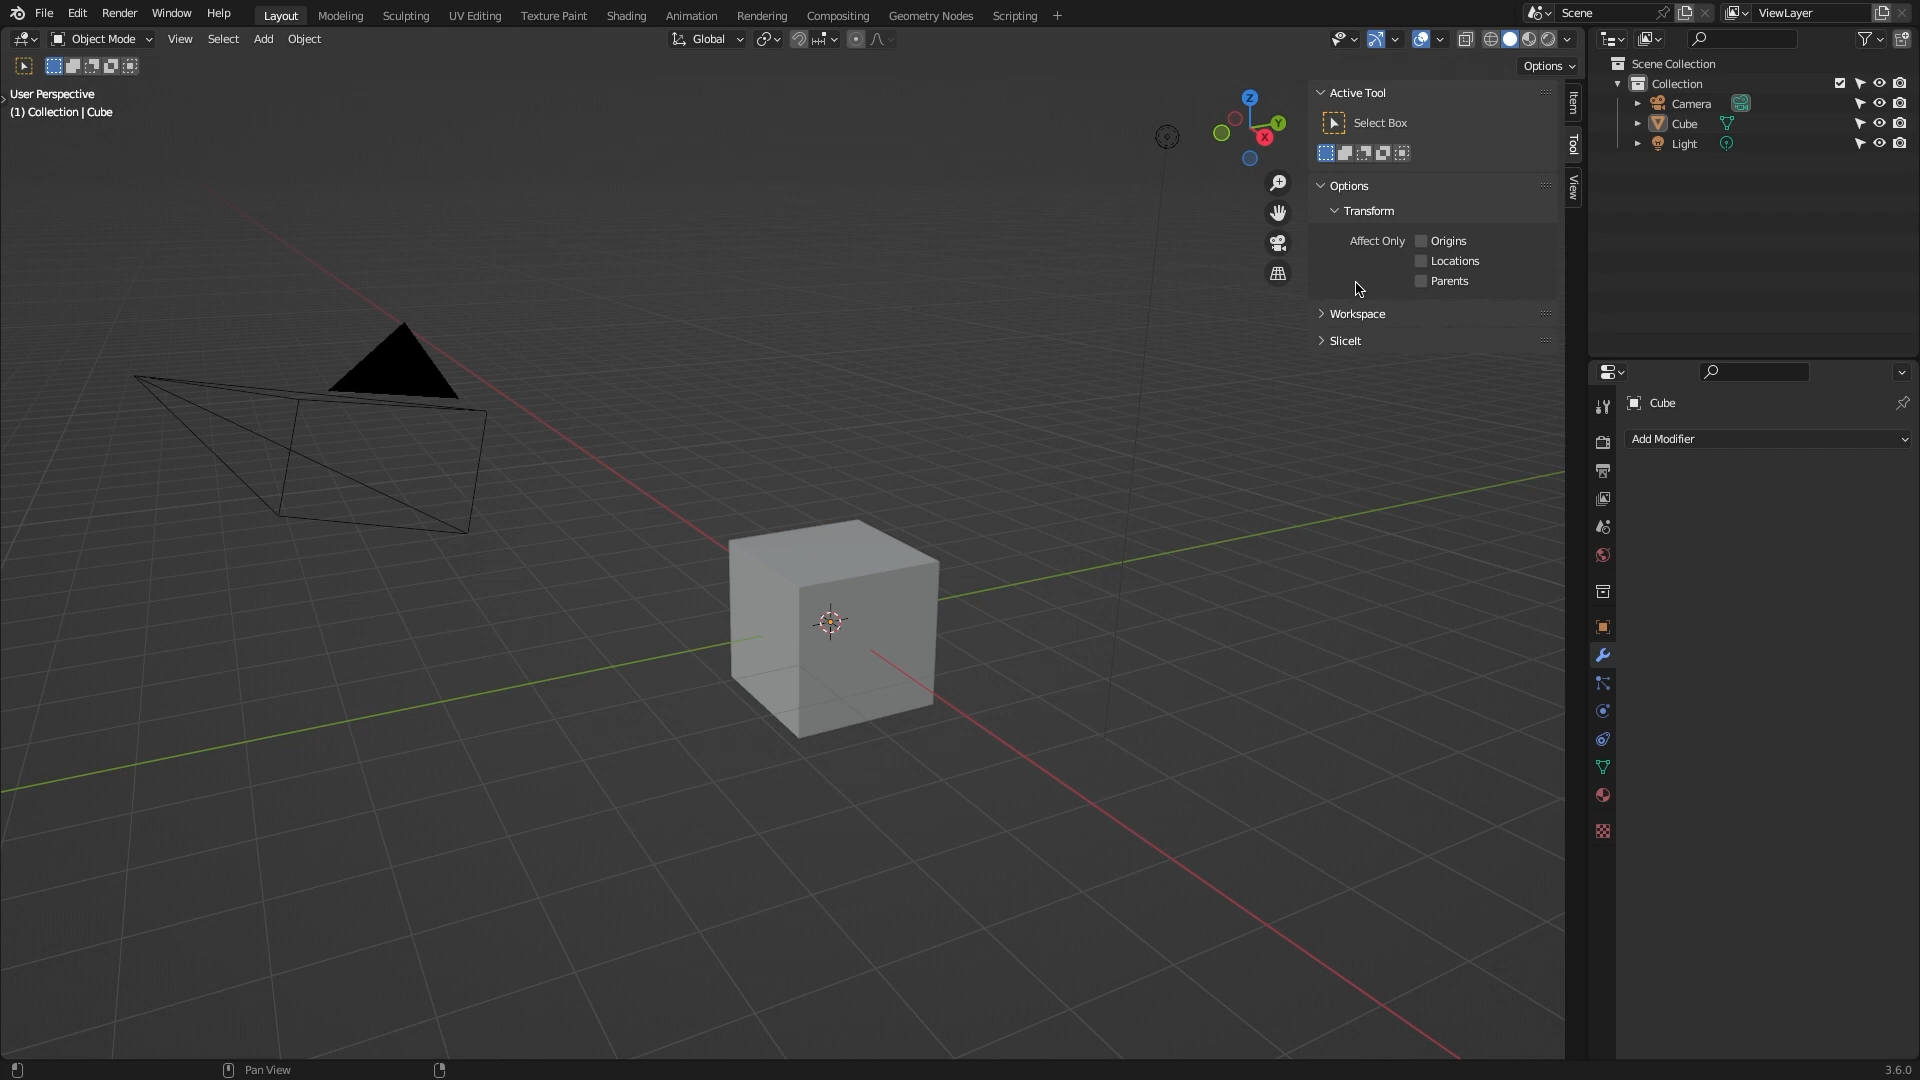 File Edit Render Window Help Layout Modeling Sculpting UV Editing Texture Paint Shading Animation Rendering Compositing Geometry Nodes Scripting + Scene ViewLayer
Object Mode View Select Add Object Global
Options
User Perspective
(1) Collection | Cube
Z
Y
X
Active Tool
Select Box
Options
Transform
Affect Only Origins
Locations
Parents
Workspace
SliceIt
Item
Tool
View
Scene Collection
Collection
Camera
Cube
Light
Cube
Add Modifier
Pan View
3.6.0